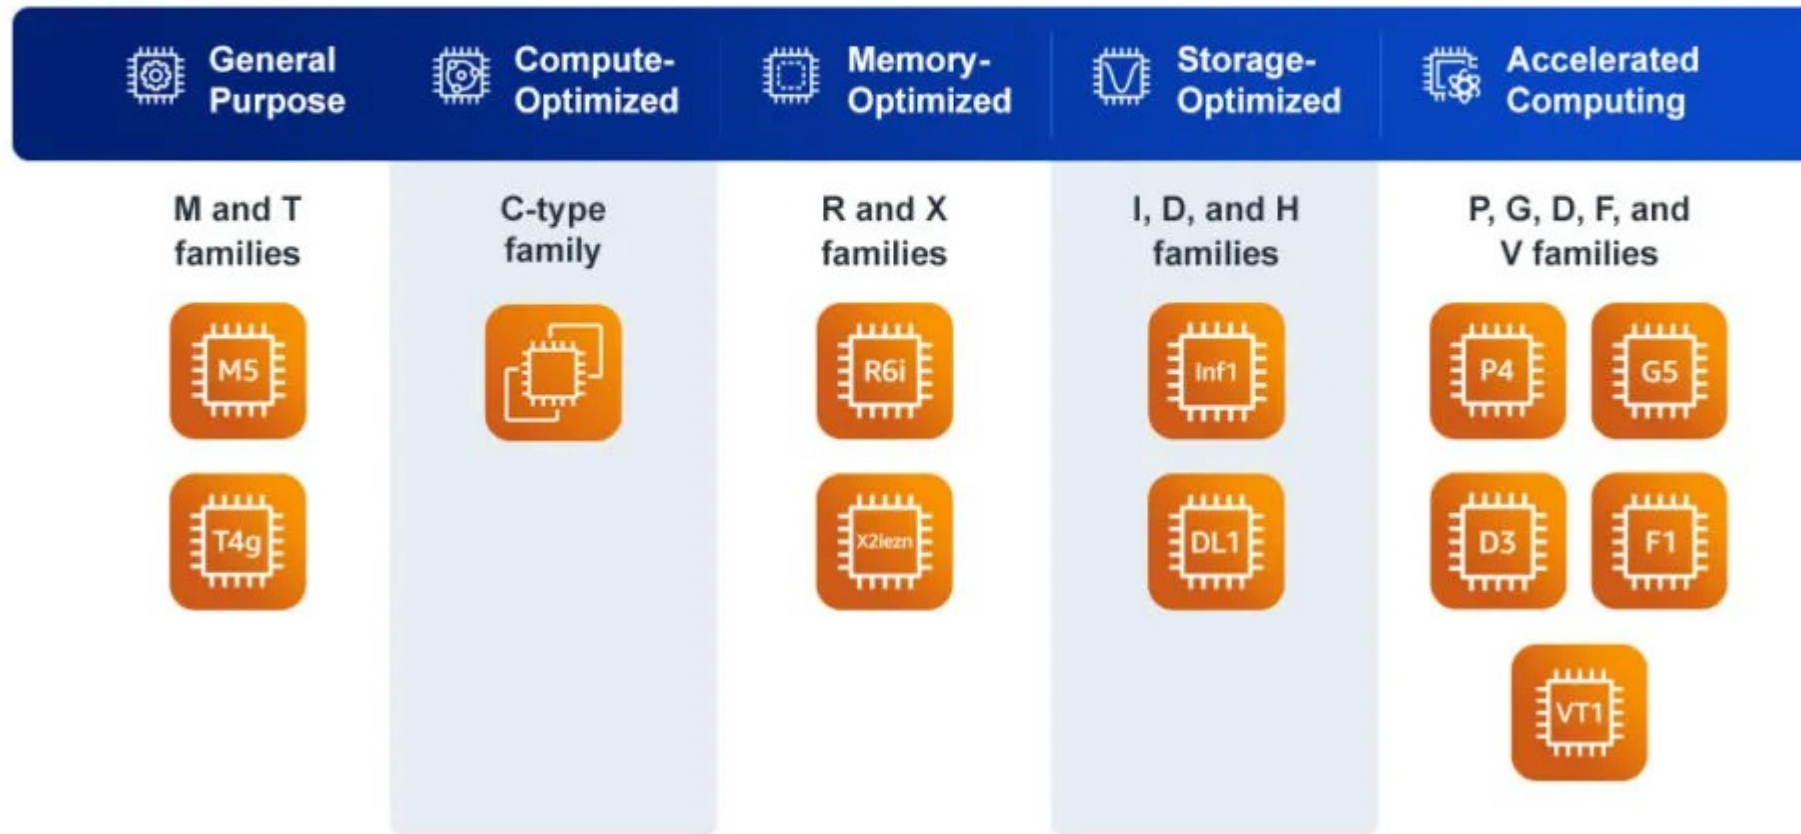 General
Purpose
Compute-
Optimized
Memory-
Optimized
Storage-
Optimized
Accelerated
Computing
M and T
families
C-type
family
R and X
families
I, D, and H
families
P, G, D, F, and
V families
M5
R6i
Inf1
P4
G5
T4g
X2iezn
DL1
D3
F1
VT1